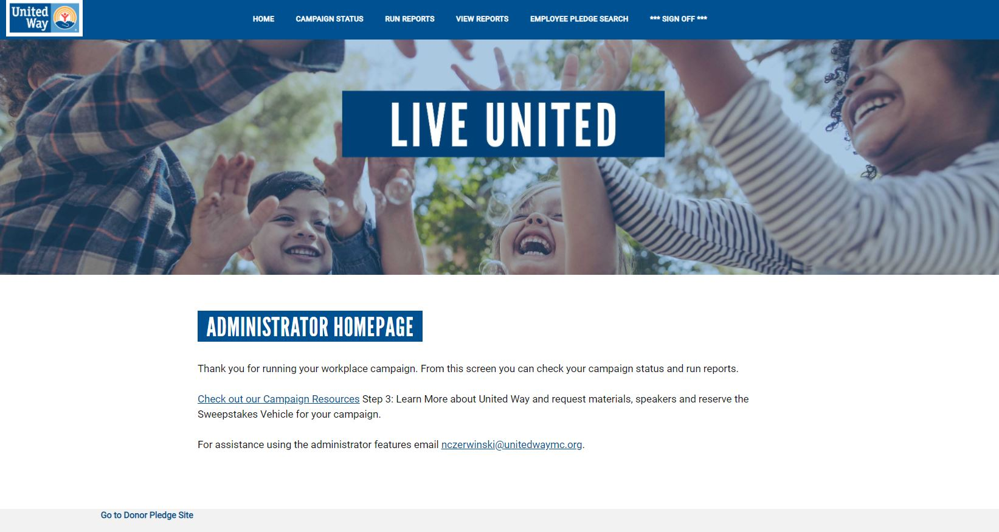 United
Way
HOME CAMPAIGN STATUS RUN REPORTS VIEW REPORTS EMPLOYEE PLEDGE SEARCH *** SIGN OFF ***
LIVE UNITED
ADMINISTRATOR HOMEPAGE
Thank you for running your workplace campaign. From this screen you can check your campaign status and run reports.
Check out our Campaign Resources Step 3: Learn More about United Way and request materials, speakers and reserve the
Sweepstakes Vehicle for your campaign.
For assistance using the administrator features email nczerwinski@unitedwaymc.org.
Go to Donor Pledge Site